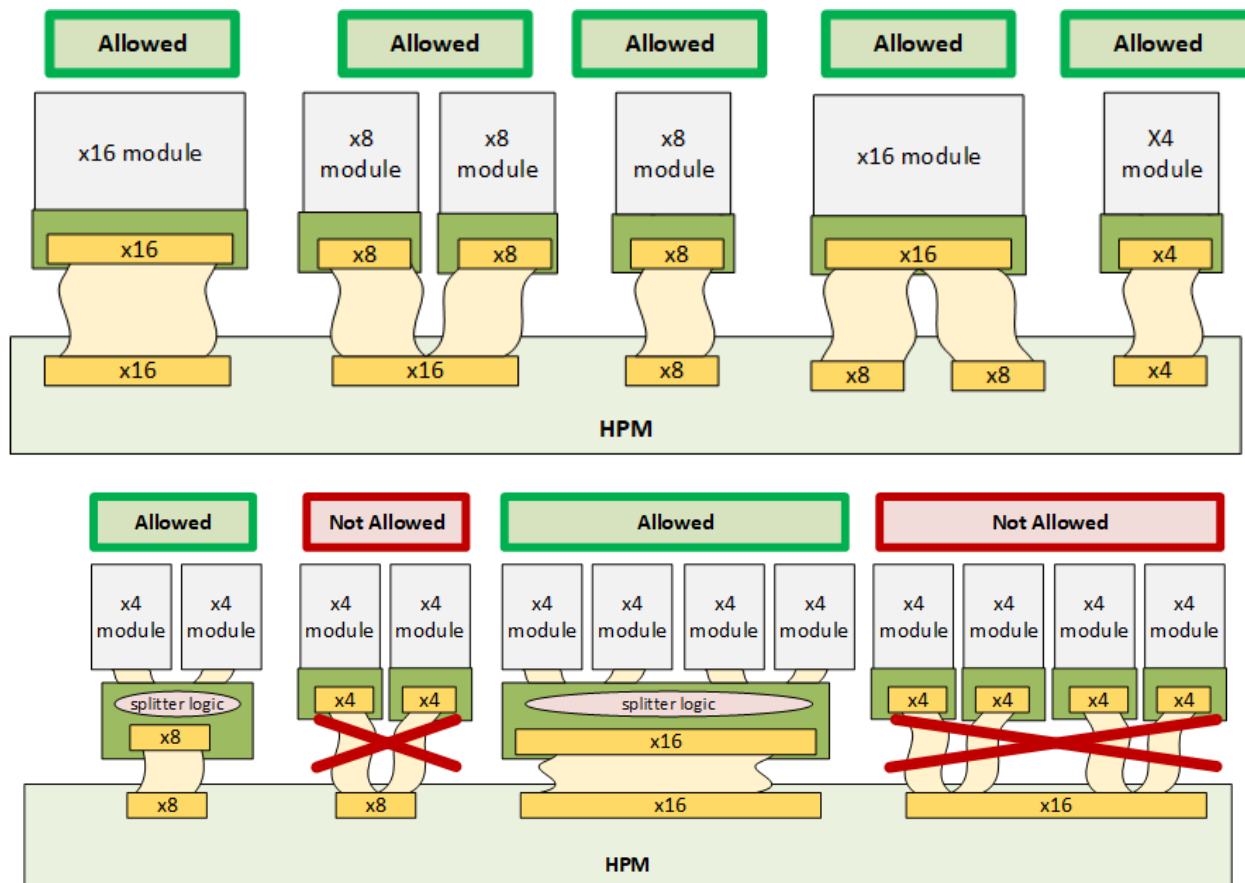 Allowed
Allowed
Allowed
Allowed
Allowed
x16 module
x8
module
x8
module
x8
module
x16 module
X4
module
x16
x8
x8
x8
x16
x4
x16
x16
x8
x8
x8
x4
HPM
Allowed
Not Allowed
Allowed
Not Allowed
x4
module
x4
module
x4
module
x4
module
x4
module
x4
module
x4
module
x4
module
x4
module
x4
module
x4
module
x4
module
splitter logic
x4
x4
splitter logic
x4
x4
x4
x4
x8
x16
x8
x8
x16
x16
HPM